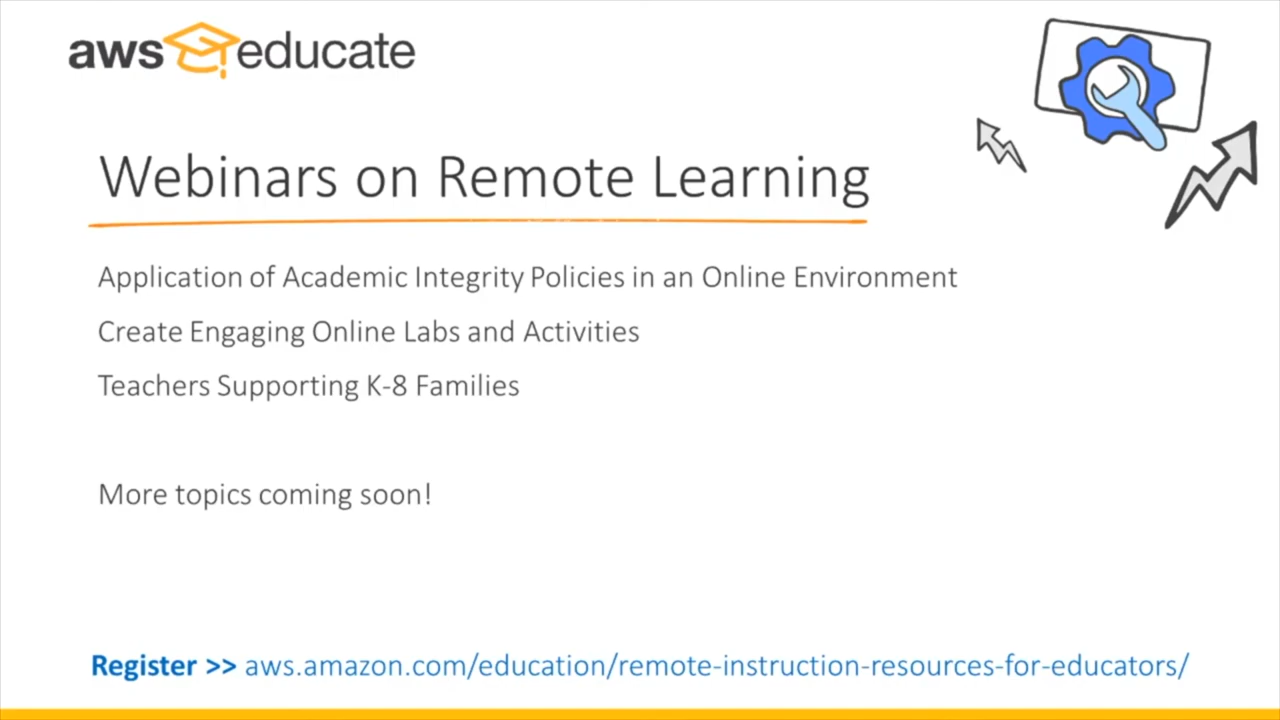 aws educate
Webinars on Remote Learning
Application of Academic Integrity Policies in an Online Environment
Create Engaging Online Labs and Activities
Teachers Supporting K-8 Families
More topics coming soon!
Register >> aws.amazon.com/education/remote-instruction-resources-for-educators/